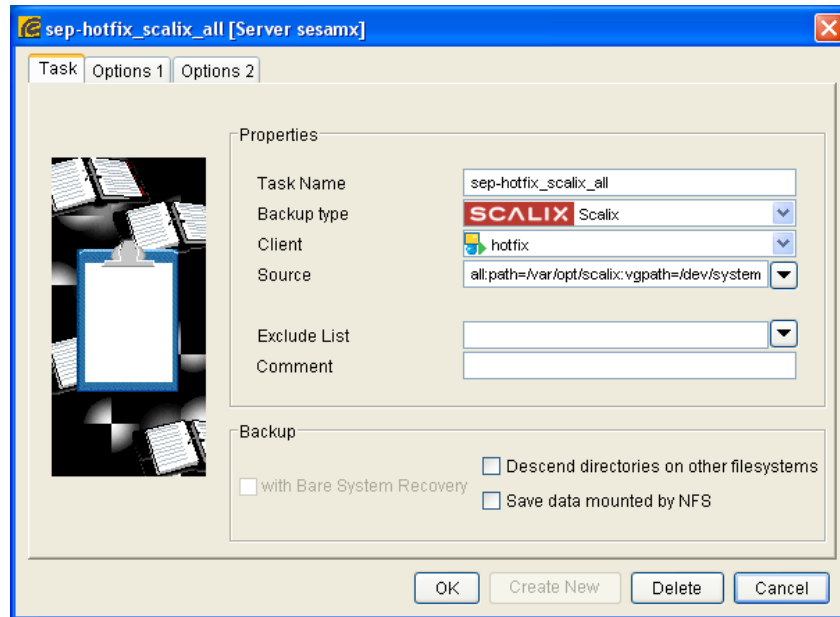 sep-hotfix_scalix_all [Server sesamx]
Task Options 1 Options 2
Properties
Task Name sep-hotfix_scalix_all
Backup type SCALIX Scalix
Client hotfix
Source all:path=/var/opt/scalix:vgpath=/dev/system
Exclude List
Comment
Backup
Descend directories on other filesystems
with Bare System Recovery
Save data mounted by NFS
OK Create New Delete Cancel